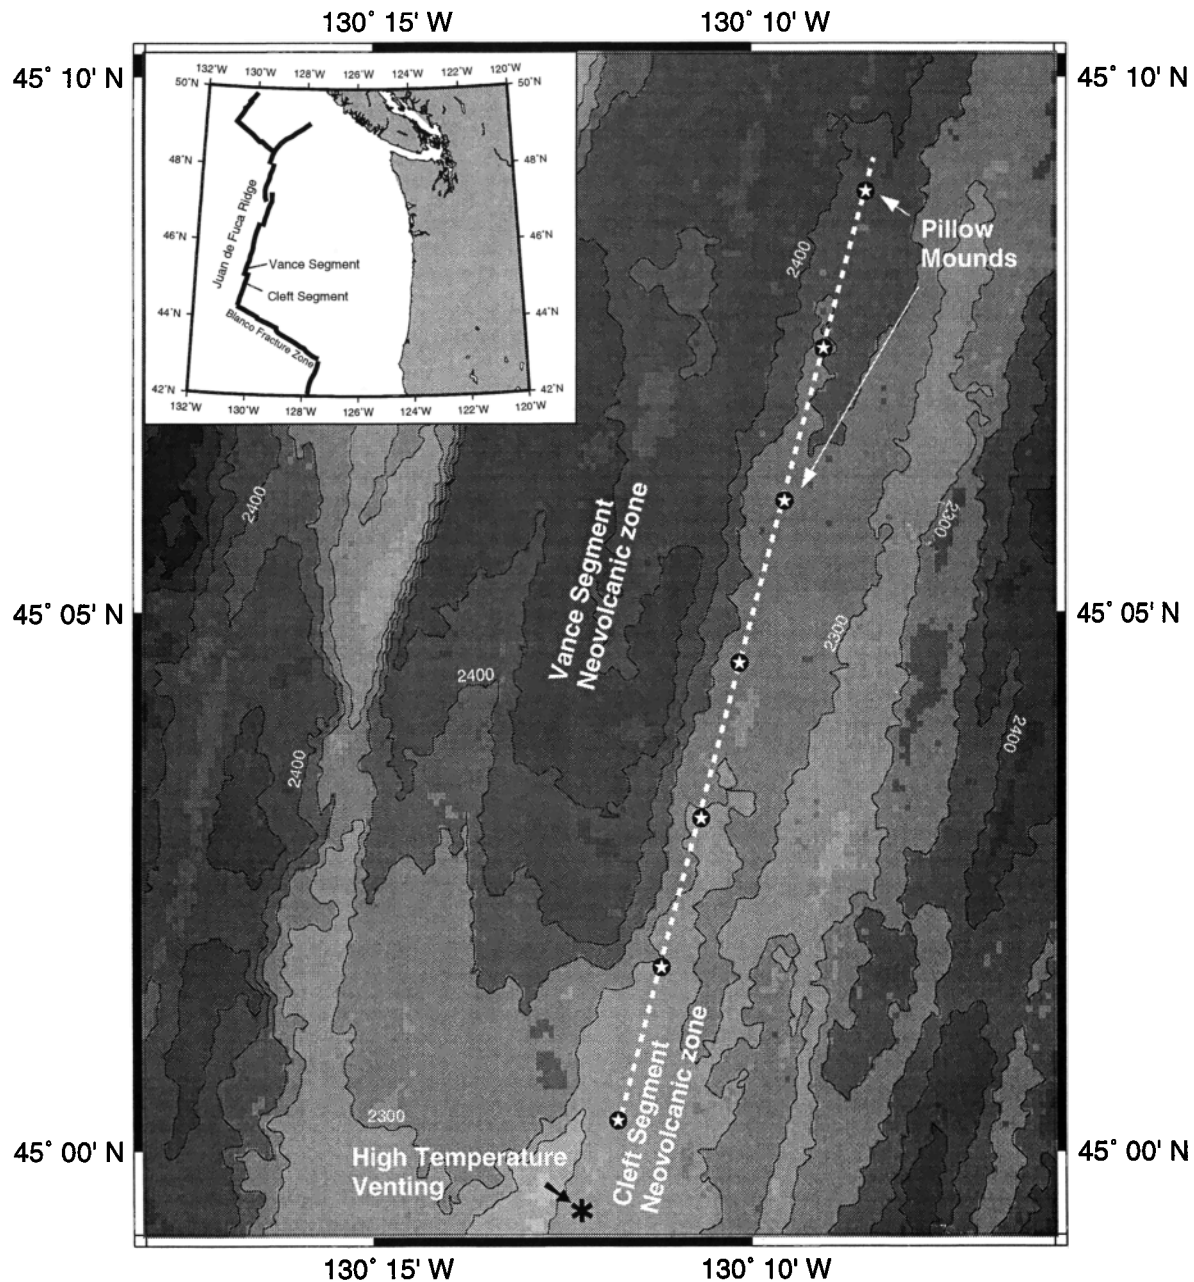 130° 15' W
130° 10' W
45° 10' N
45° 10' N
132°W
130°W
128°W
126°W
124°W
122°W
120°W
50°N
50°N
48°N
48°N
46°N
46°N
44°N
44°N
42°N
42°N
132°W
130°W
128°W
126°W
124°W
122°W
120°W
Juan de Fuca Ridge
Vance Segment
Cleft Segment
Blanco Fracture Zone
Pillow
Mounds
2400
2400
2300
Vance Segment
Neovolcanic zone
45° 05' N
45° 05' N
2300
2400
2400
2400
2300
High Temperature
Venting
Cleft Segment
Neovolcanic zone
45° 00' N
45° 00' N
130° 15' W
130° 10' W